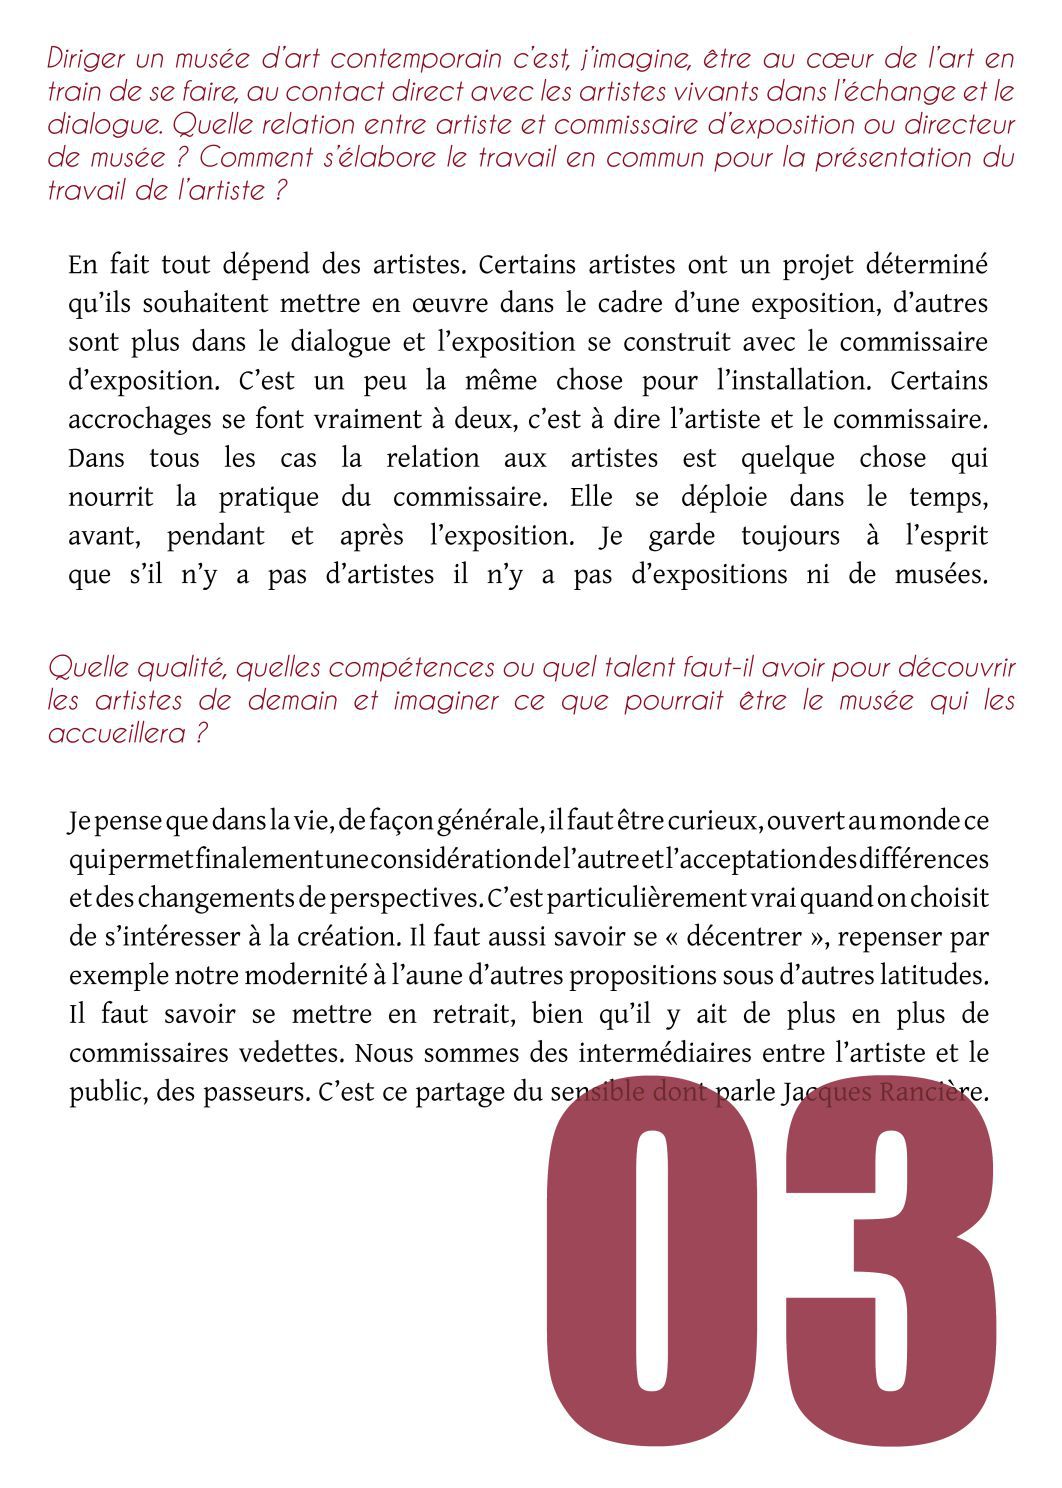 Diriger un musée d’art contemporain c’est, j’imagine, être au cœur de l’art en
train de se faire, au contact direct avec les artistes vivants dans l’échange et le
dialogue. Quelle relation entre artiste et commissaire d’exposition ou directeur
de musée ? Comment s’élabore le travail en commun pour la présentation du
travail de l’artiste ?
En fait tout dépend des artistes. Certains artistes ont un projet déterminé
qu’ils souhaitent mettre en œuvre dans le cadre d’une exposition, d’autres
sont plus dans le dialogue et l’exposition se construit avec le commissaire
d’exposition. C’est un peu la même chose pour l’installation. Certains
accrochages se font vraiment à deux, c’est à dire l’artiste et le commissaire.
Dans tous les cas la relation aux artistes est quelque chose qui
nourrit la pratique du commissaire. Elle se déploie dans le temps,
avant, pendant et après l’exposition. Je garde toujours à l’esprit
que s’il n’y a pas d’artistes il n’y a pas d’expositions ni de musées.
Quelle qualité, quelles compétences ou quel talent faut-il avoir pour découvrir
les artistes de demain et imaginer ce que pourrait être le musée qui les
accueillera ?
Je pense que dans la vie, de façon générale, il faut être curieux, ouvert au monde ce
qui permet finalement une considération de l’autre et l’acceptation des différences
et des changements de perspectives. C’est particulièrement vrai quand on choisit
de s’intéresser à la création. Il faut aussi savoir se « décentrer », repenser par
exemple notre modernité à l’aune d’autres propositions sous d’autres latitudes.
Il faut savoir se mettre en retrait, bien qu’il y ait de plus en plus de
commissaires vedettes. Nous sommes des intermédiaires entre l’artiste et le
public, des passeurs. C’est ce partage du sensible dont parle Jacques Rancière.
03